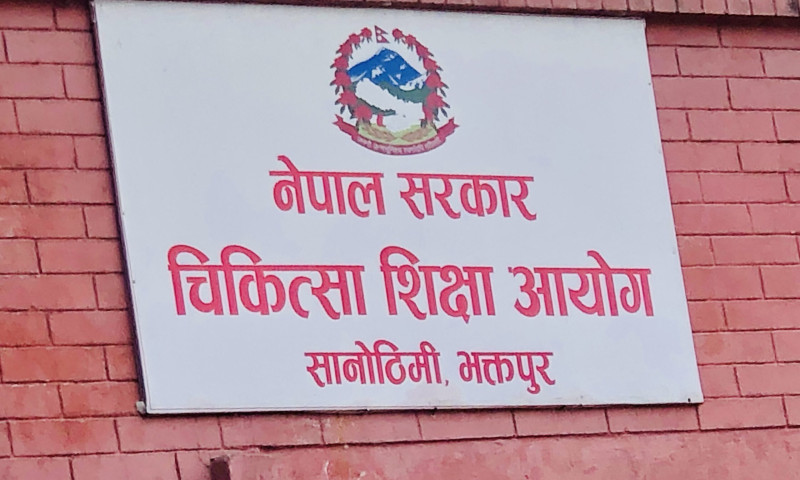 नेपाल सरकार
चिकित्सा शिक्षा आयोग
सानोठिमी, भक्तपुर